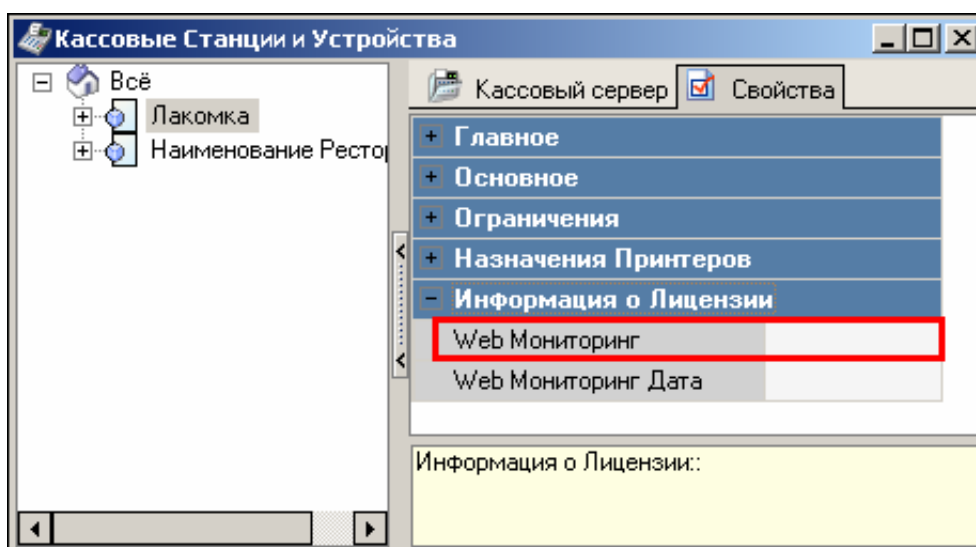 Кассовые Станции и Устройства
Всё
Лакомка
Наименование Рестор
Кассовый сервер
Свойства
Главное
Основное
Ограничения
Назначения Принтеров
Информация о Лицензии
Web Мониторинг
Web Мониторинг Дата
Информация о Лицензии::